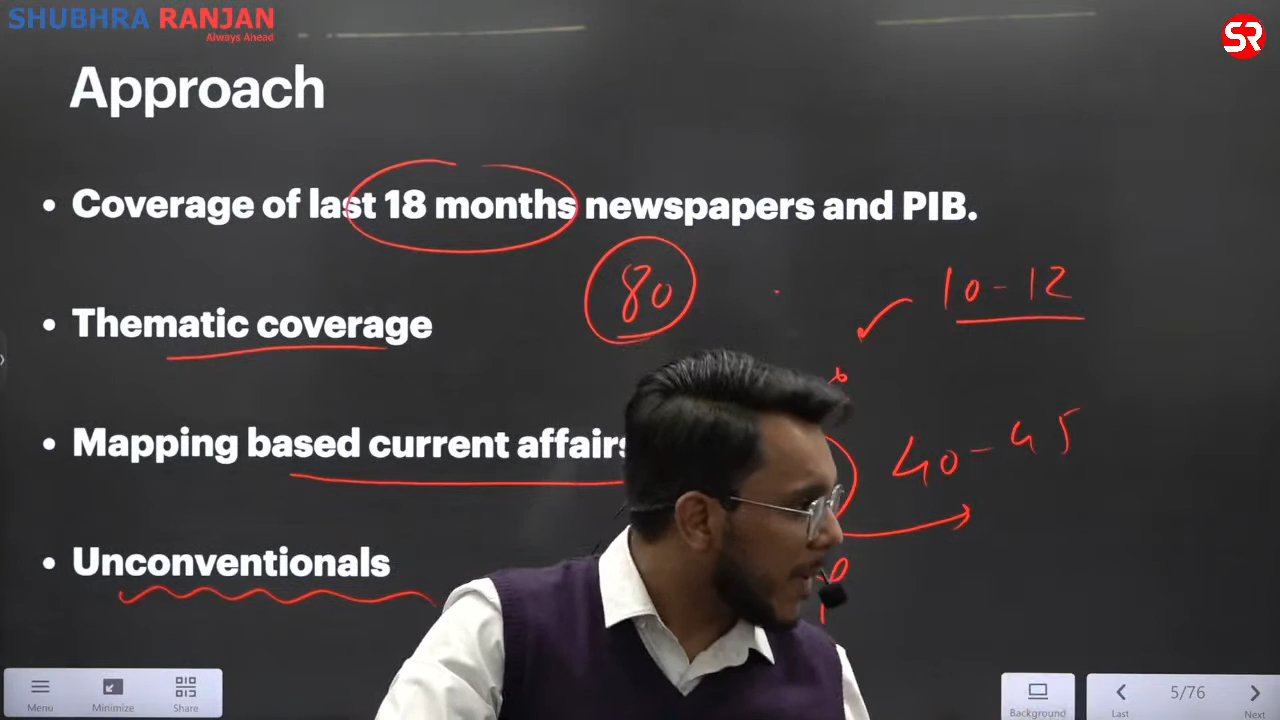 SHUBHRA RANJAN
Always Ahead
SR
Approach
• Coverage of last 18 months newspapers and PIB.
80
10-12
• Thematic coverage
40-45
• Mapping based current affairs
• Unconventionals
Menu
Minimize
Share
Background
Last
5/76
Next